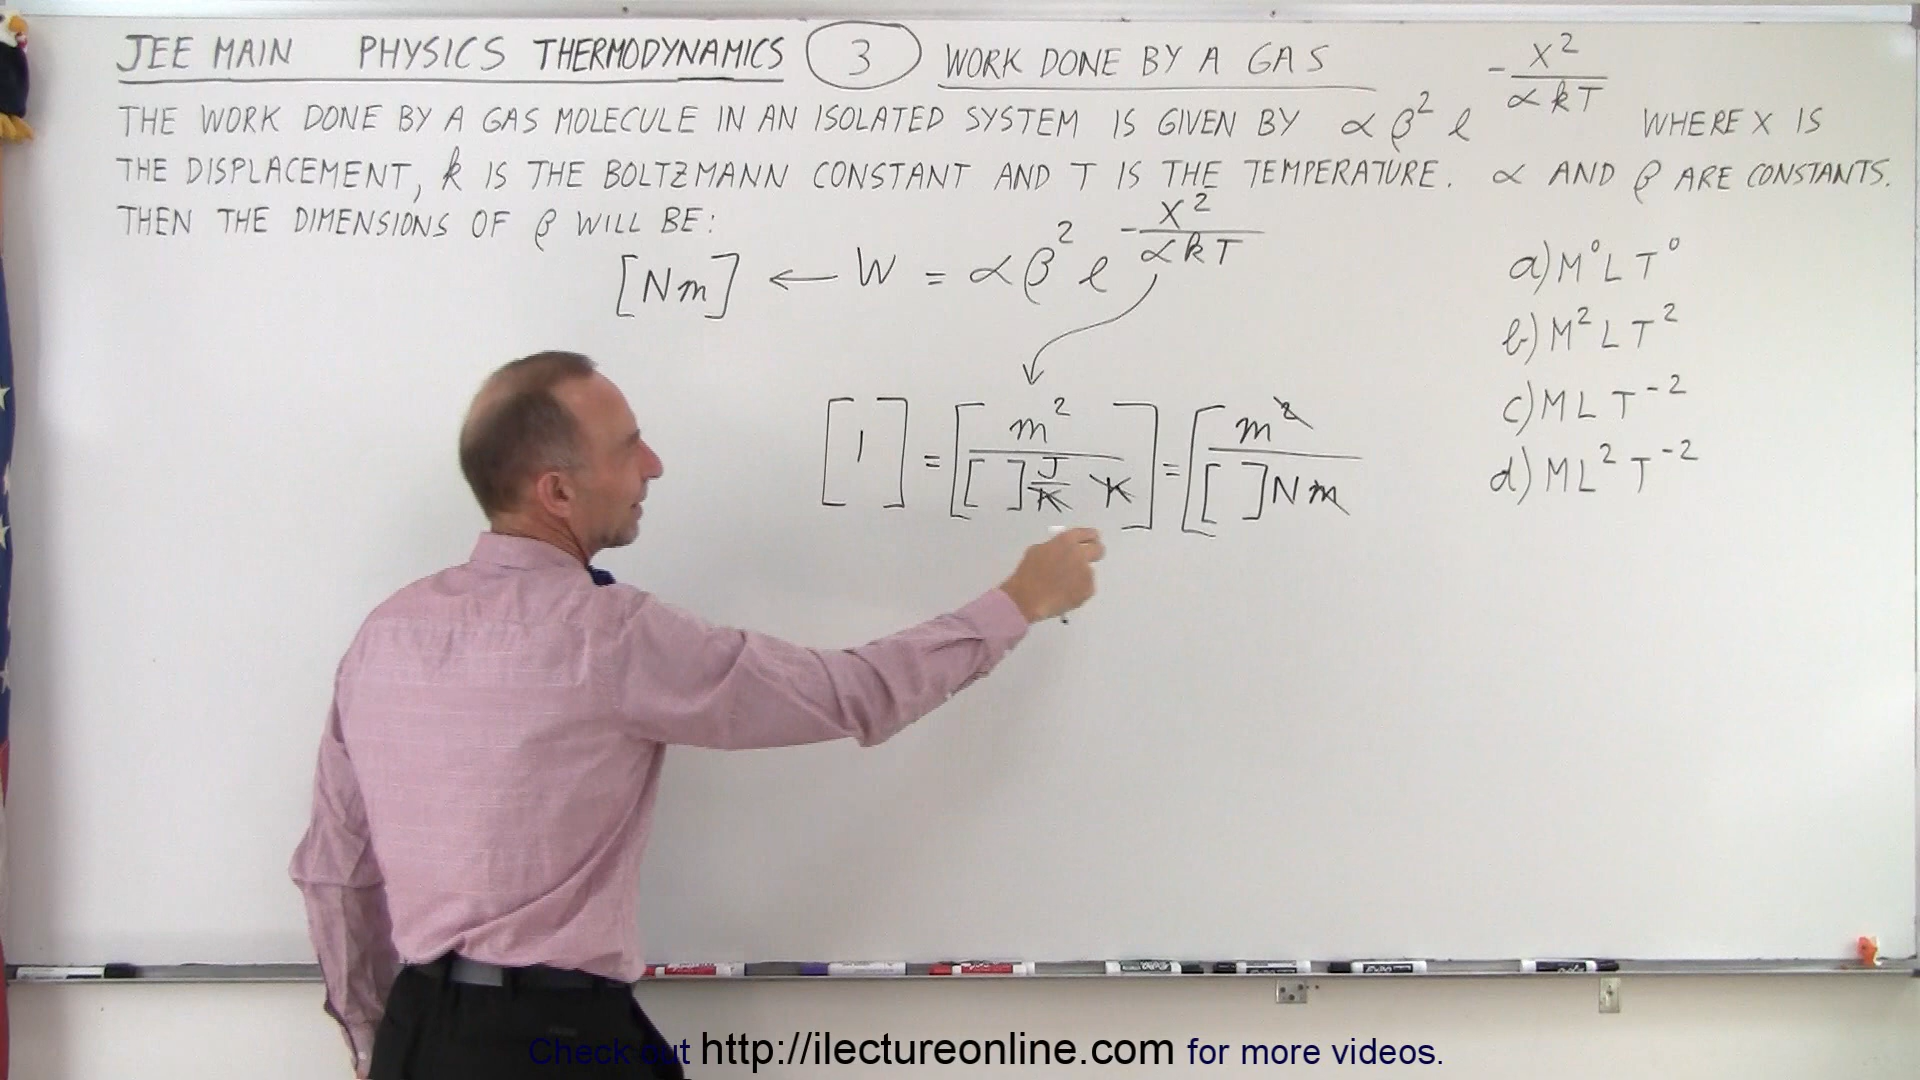 JEE MAIN PHYSICS THERMODYNAMICS 3 WORK DONE BY A GAS
THE WORK DONE BY A GAS MOLECULE IN AN ISOLATED SYSTEM IS GIVEN BY αβ² e^(-x²/αkT) WHERE X IS
THE DISPLACEMENT, k IS THE BOLTZMANN CONSTANT AND T IS THE TEMPERATURE. α AND β ARE CONSTANTS.
THEN THE DIMENSIONS OF β WILL BE:
[Nm] ← W = αβ² e^(-x²/αkT)
[1] = [m²/([ ] J/K K)] = [m²/([ ] Nm)]
a) M⁰ L T⁰
b) M² L T²
c) M L T⁻²
d) M L² T⁻²
Check out http://ilectureonline.com for more videos.